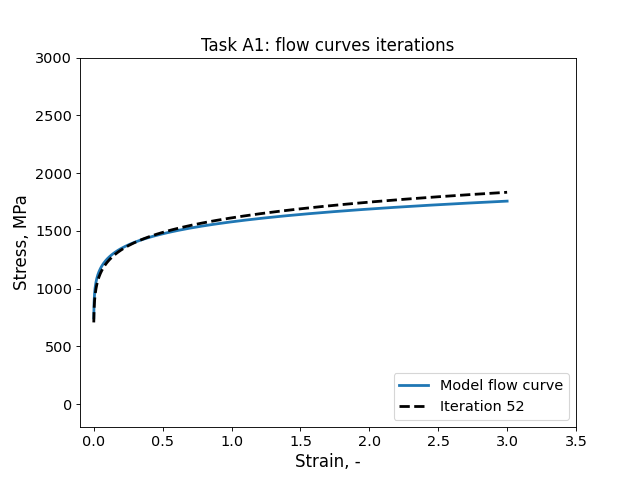 Task A1: flow curves iterations
3000
2500
2000
1500
1000
500
0
Stress, MPa
0.0 0.5 1.0 1.5 2.0 2.5 3.0 3.5
Strain, -
Model flow curve
Iteration 52